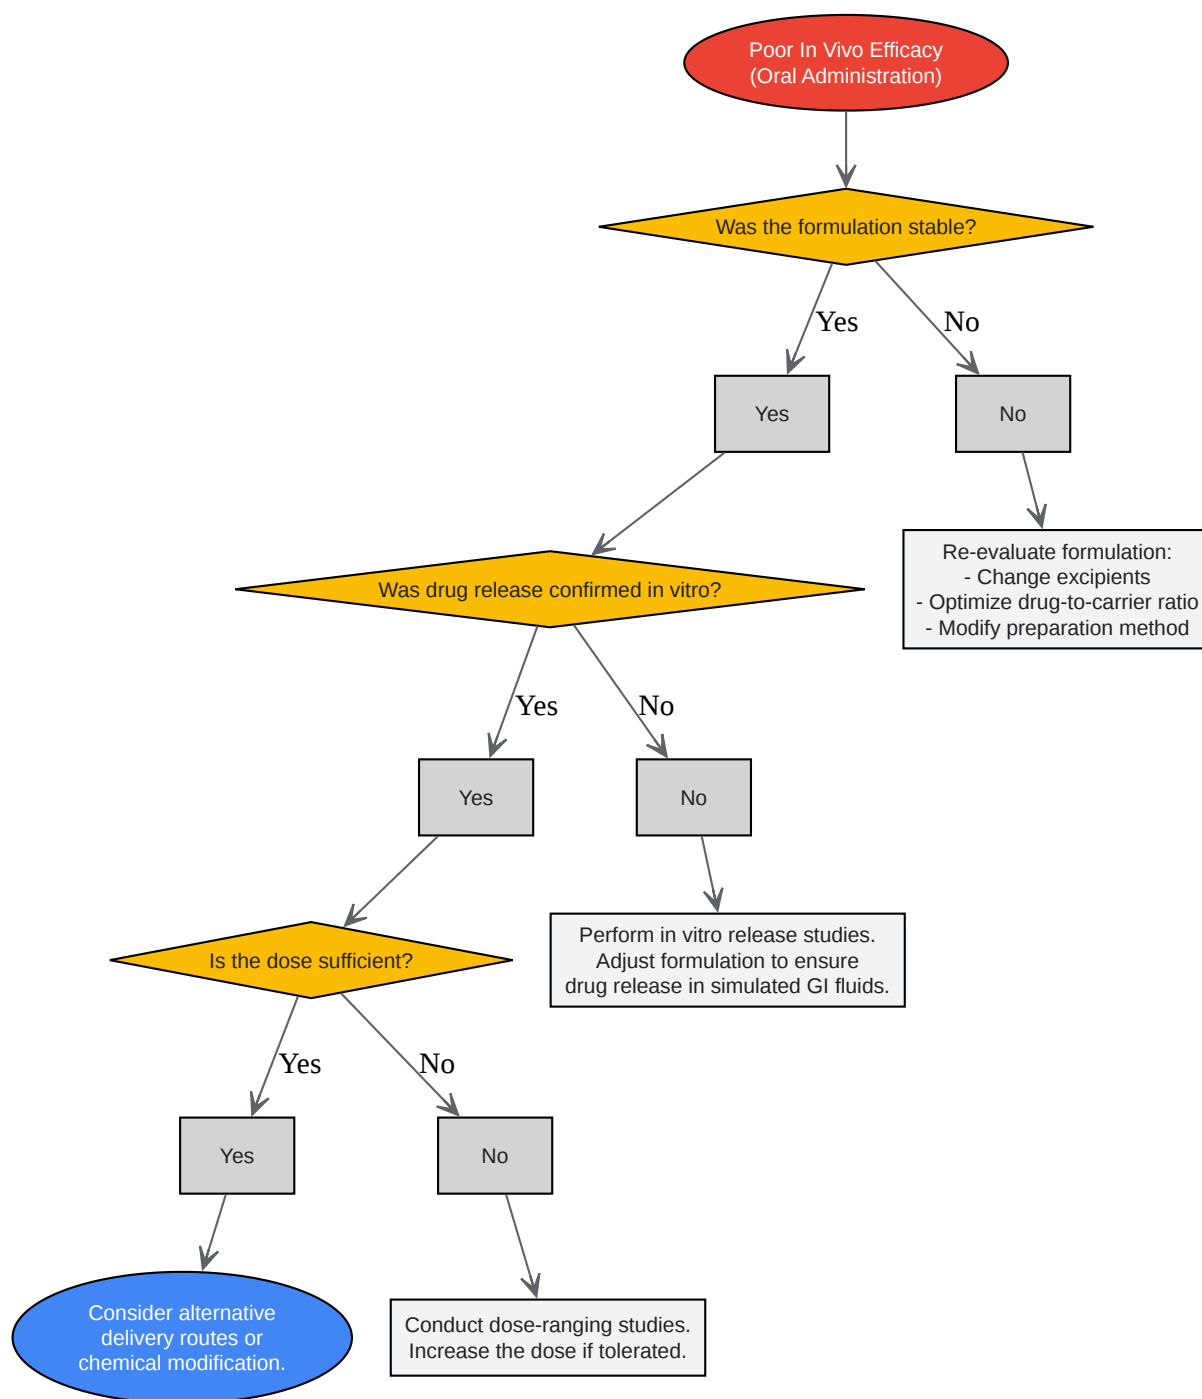 Poor In Vivo Efficacy
(Oral Administration)
Was the formulation stable?
Yes
No
Yes
No
Re-evaluate formulation:
- Change excipients
- Optimize drug-to-carrier ratio
- Modify preparation method
Was drug release confirmed in vitro?
Yes
No
Yes
No
Perform in vitro release studies.
Adjust formulation to ensure
drug release in simulated GI fluids.
Is the dose sufficient?
Yes
No
Yes
No
Consider alternative
delivery routes or
chemical modification.
Conduct dose-ranging studies.
Increase the dose if tolerated.